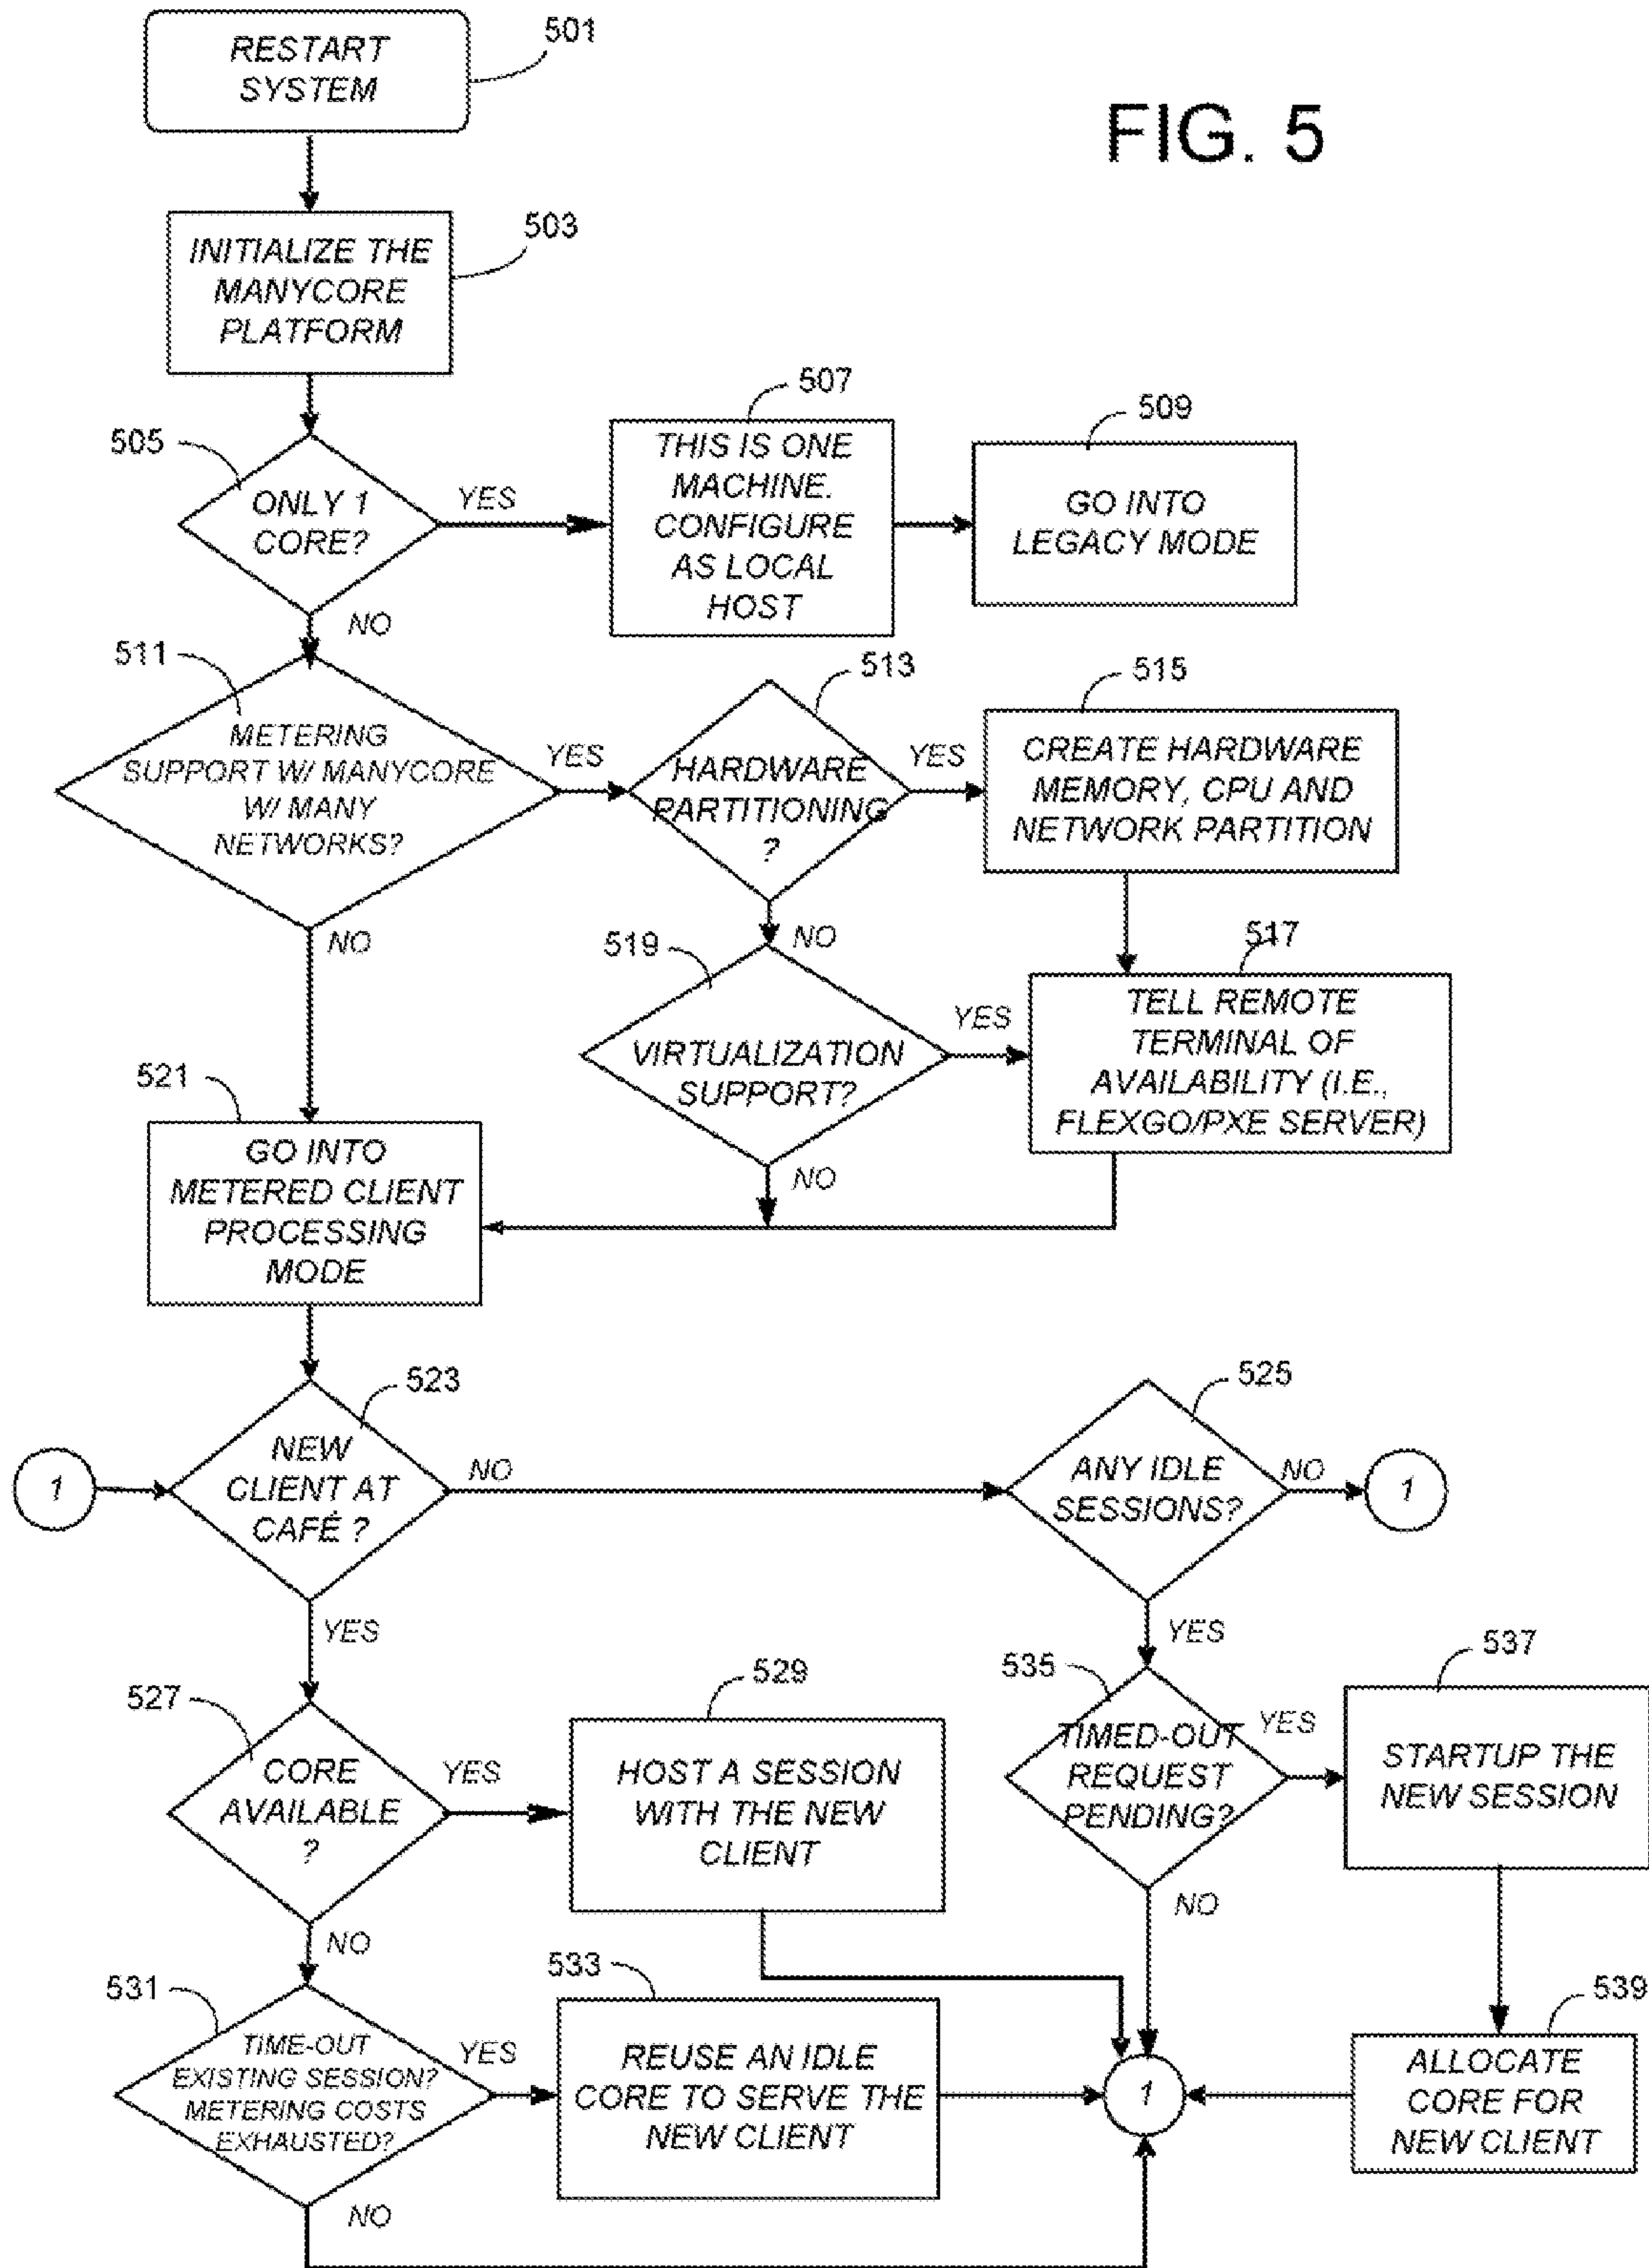 FIG. 5
RESTART
SYSTEM
501
INITIALIZE THE
MANYCORE
PLATFORM
503
505
ONLY 1
CORE?
YES
NO
507
THIS IS ONE
MACHINE.
CONFIGURE
AS LOCAL
HOST
509
GO INTO
LEGACY MODE
511
METERING
SUPPORT W/ MANYCORE
W/ MANY
NETWORKS?
YES
NO
513
HARDWARE
PARTITIONING
?
YES
NO
515
CREATE HARDWARE
MEMORY, CPU AND
NETWORK PARTITION
517
TELL REMOTE
TERMINAL OF
AVAILABILITY (I.E.,
FLEXGO/PXE SERVER)
519
VIRTUALIZATION
SUPPORT?
YES
NO
521
GO INTO
METERED CLIENT
PROCESSING
MODE
1
523
NEW
CLIENT AT
CAFÉ ?
NO
YES
525
ANY IDLE
SESSIONS?
NO
1
YES
527
CORE
AVAILABLE
?
YES
NO
529
HOST A SESSION
WITH THE NEW
CLIENT
535
TIMED-OUT
REQUEST
PENDING?
YES
NO
537
STARTUP THE
NEW SESSION
531
TIME-OUT
EXISTING SESSION?
METERING COSTS
EXHAUSTED?
YES
NO
533
REUSE AN IDLE
CORE TO SERVE THE
NEW CLIENT
1
539
ALLOCATE
CORE FOR
NEW CLIENT